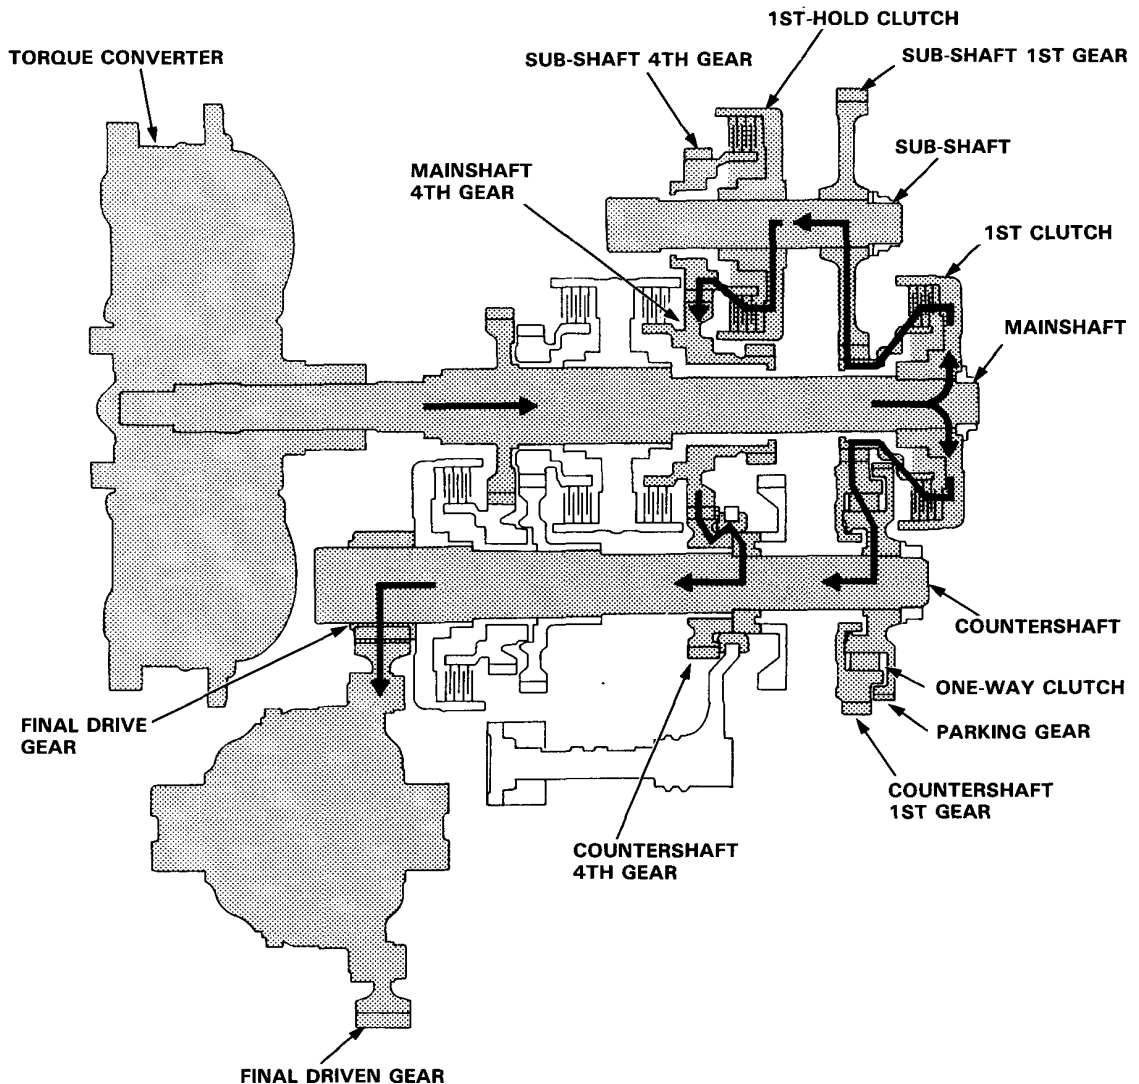 1ST-HOLD CLUTCH
TORQUE CONVERTER
SUB-SHAFT 4TH GEAR
SUB-SHAFT 1ST GEAR
SUB-SHAFT
MAINSHAFT
4TH GEAR
1ST CLUTCH
MAINSHAFT
COUNTERSHAFT
ONE-WAY CLUTCH
FINAL DRIVE
GEAR
PARKING GEAR
COUNTERSHAFT
1ST GEAR
COUNTERSHAFT
4TH GEAR
FINAL DRIVEN GEAR